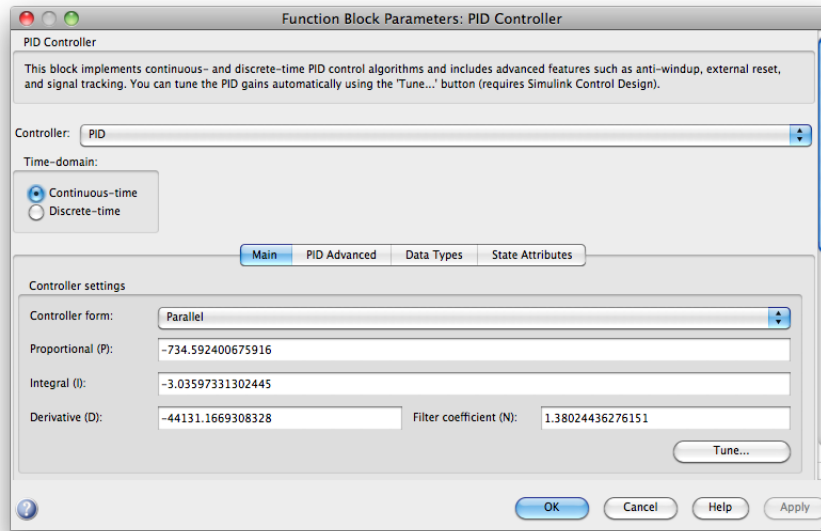 Function Block Parameters: PID Controller
PID Controller
This block implements continuous- and discrete-time PID control algorithms and includes advanced features such as anti-windup, external reset,
and signal tracking. You can tune the PID gains automatically using the 'Tune...' button (requires Simulink Control Design).
Controller: PID
Time-domain:
Continuous-time
Discrete-time
Main PID Advanced Data Types State Attributes
Controller settings
Controller form: Parallel
Proportional (P): -734.592400675916
Integral (I): -3.03597331302445
Derivative (D): -44131.1669308328 Filter coefficient (N): 1.38024436276151
Tune...
? OK Cancel Help Apply